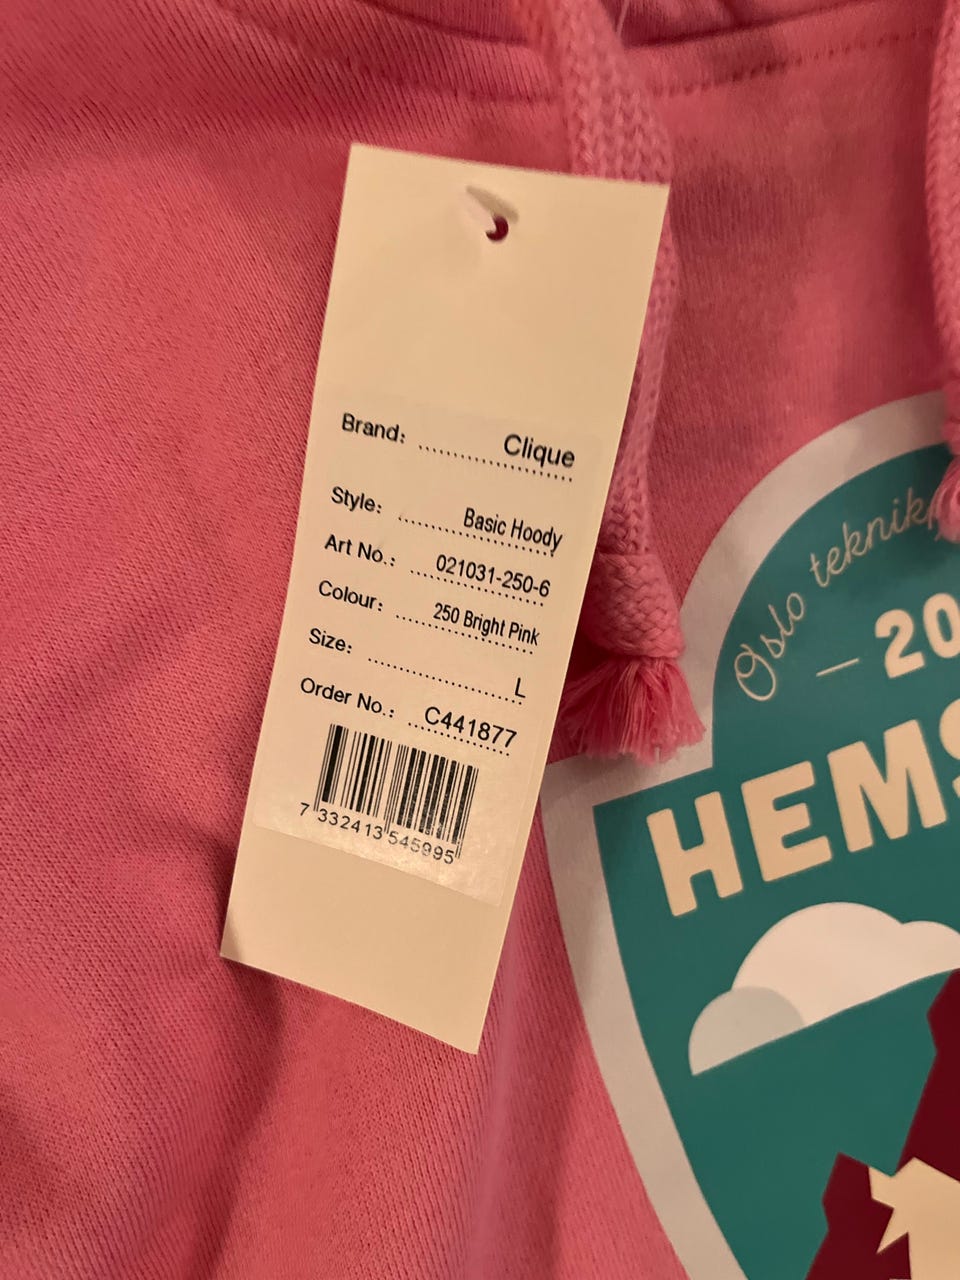 Brand: Clique
Style: Basic Hoody
Art No.: 021031-250-6
Colour: 250 Bright Pink
Size: L
Order No.: C441877
7 332413 545995
Oslo teknik
— 20
HEMS